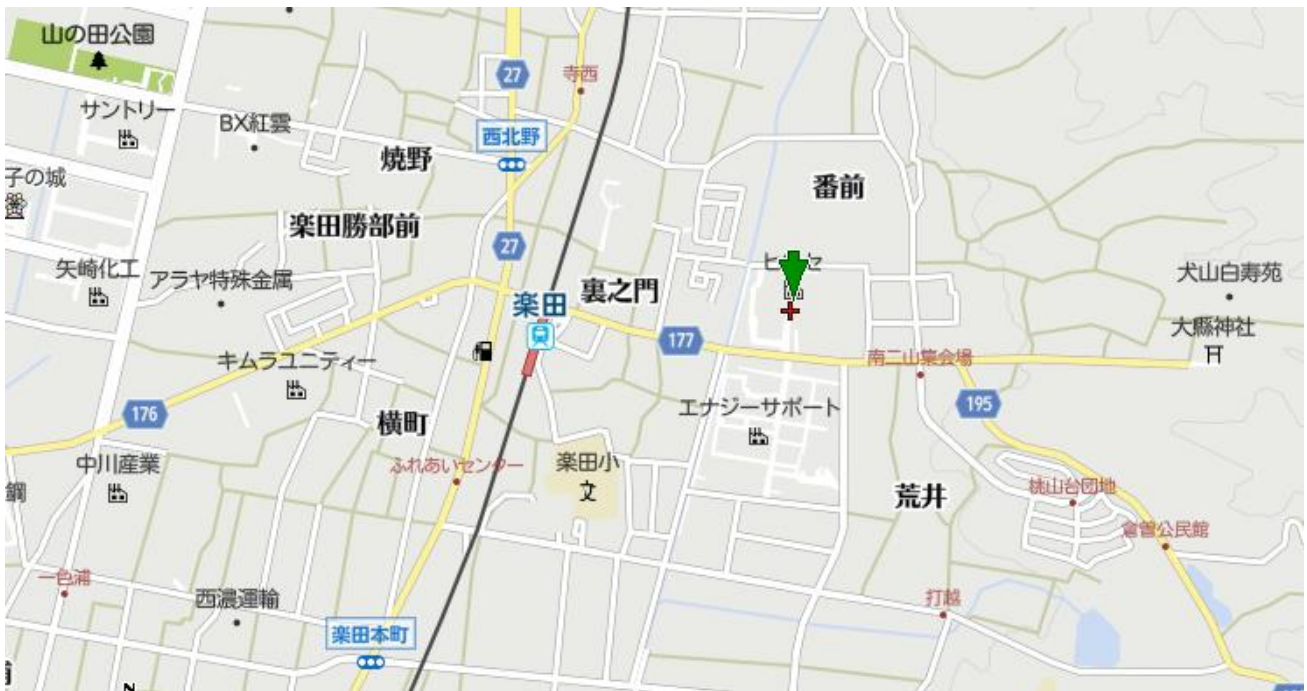 山の田公園
27
寺西
サントリー
BX紅雲
西北野
焼野
子の城
番前
楽田勝部前
27
矢崎化工
アラヤ特殊金属
裏之門
犬山白寿苑
楽田
大縣神社
177
南二山集会場
キムラユニティー
195
176
横町
エナジーサポート
中川産業
ふれあいセンター
楽田小
文
荒井
桃山台団地
鋼
倉曽公民館
一色浦
西濃運輸
打越
楽田本町